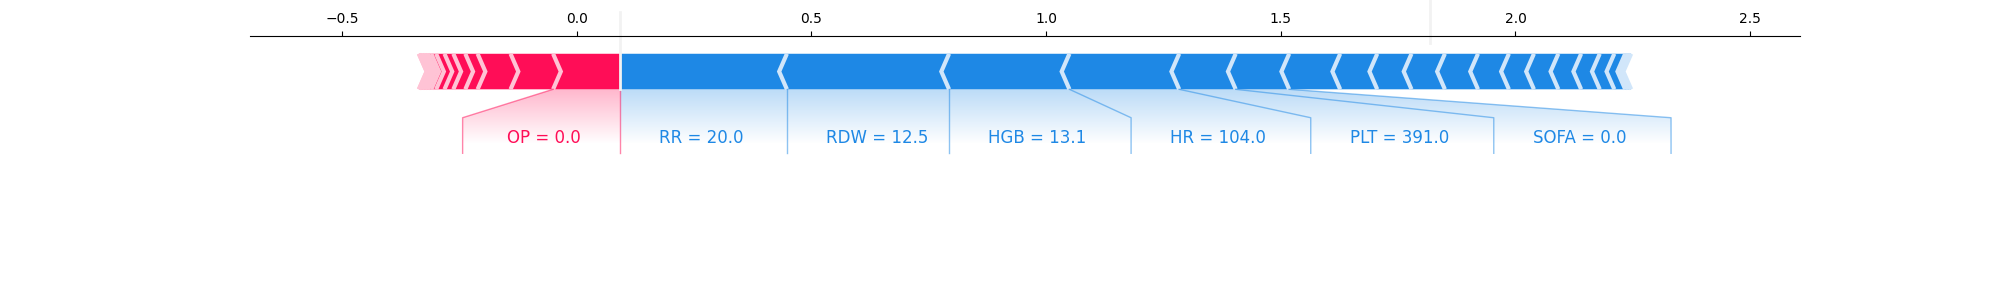 −0.5 0.0 0.5 1.0 1.5 2.0 2.5
OP = 0.0 RR = 20.0 RDW = 12.5 HGB = 13.1 HR = 104.0 PLT = 391.0 SOFA = 0.0